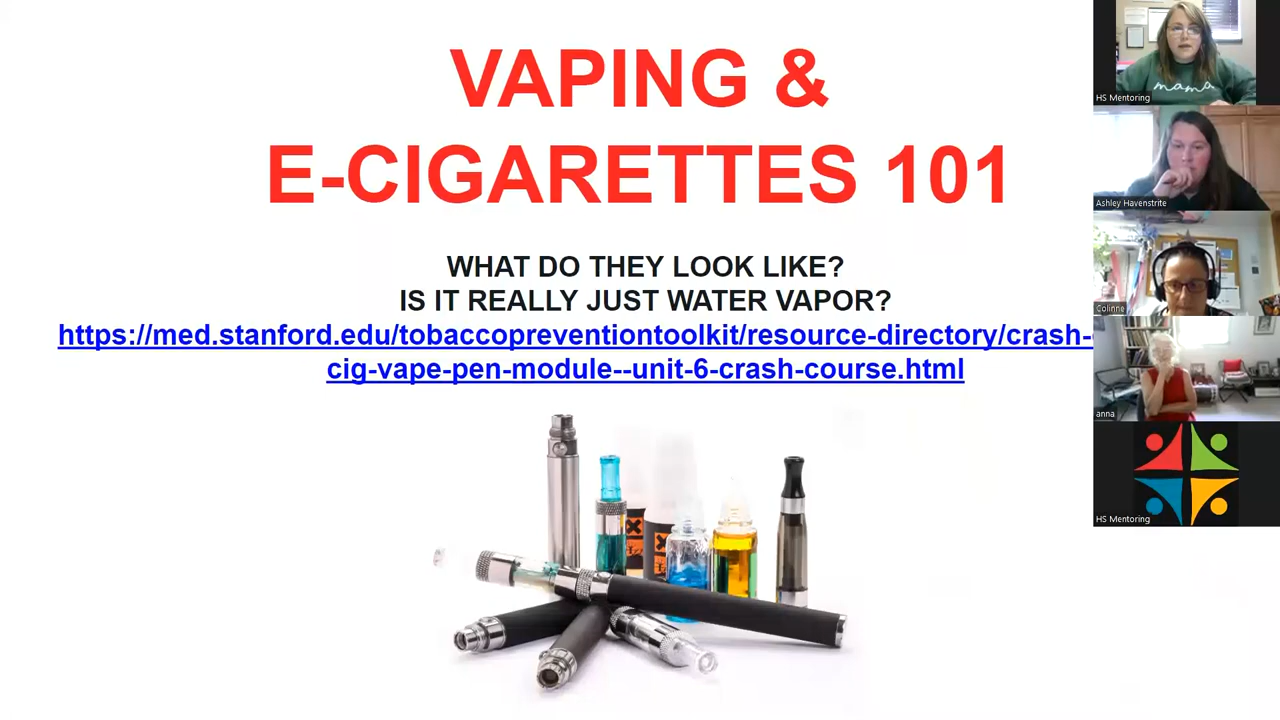 VAPING &
E-CIGARETTES 101
WHAT DO THEY LOOK LIKE?
IS IT REALLY JUST WATER VAPOR?
https://med.stanford.edu/tobaccopreventiontoolkit/resource-directory/crash-
cig-vape-pen-module--unit-6-crash-course.html
mama
HS Mentoring
Ashley Havenstrite
Colinne
anna
HS Mentoring